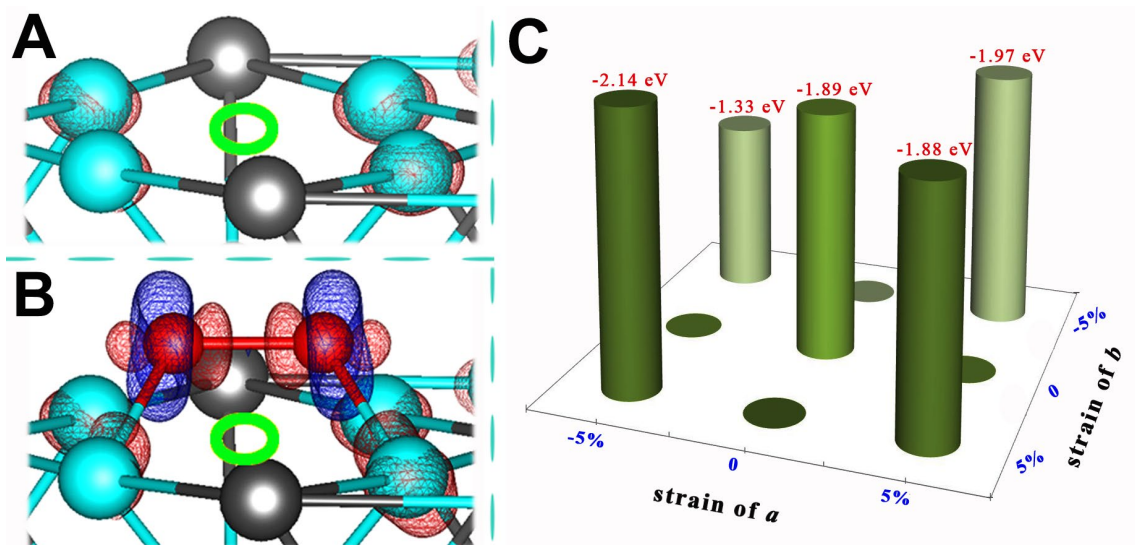 A
B
C
-2.14 eV
-1.33 eV
-1.89 eV
-1.97 eV
-1.88 eV
-5%
0
5%
strain of a
-5%
0
5%
strain of b